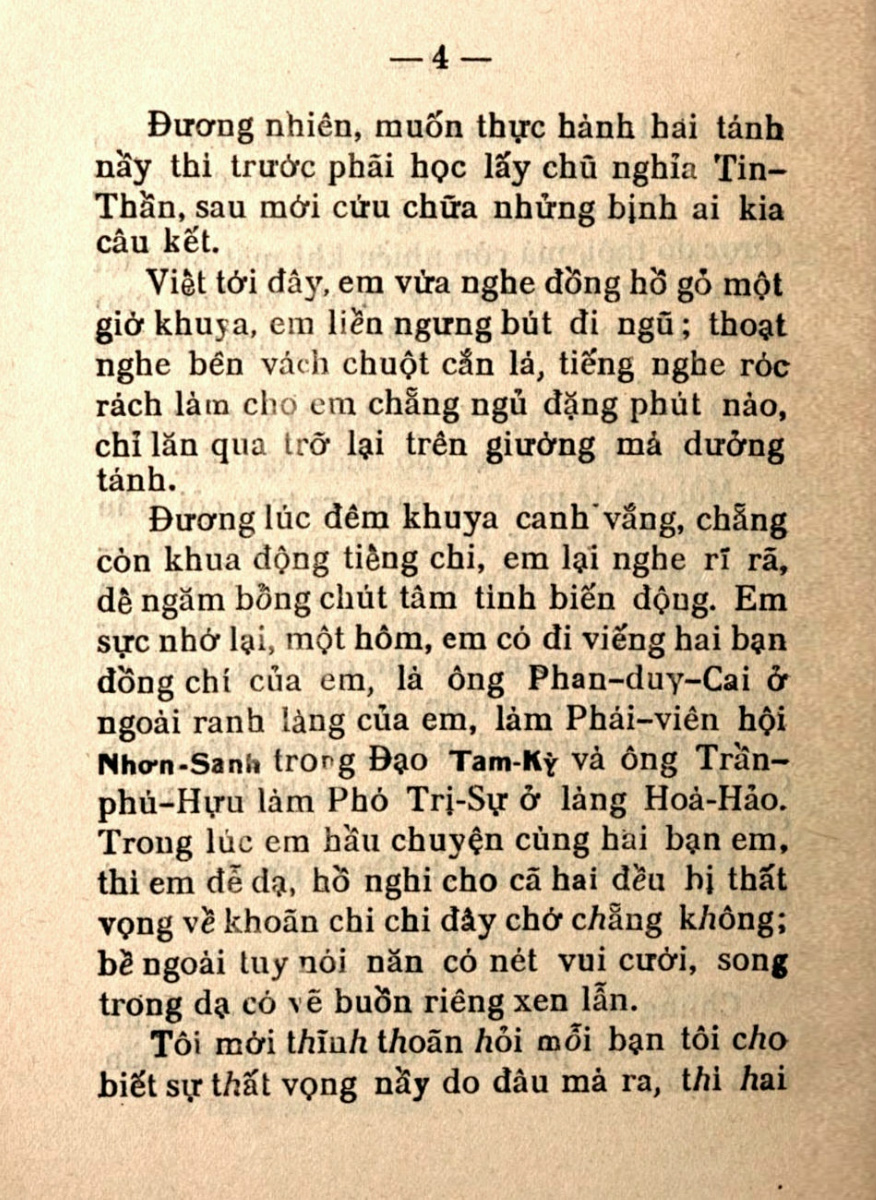 — 4 —
Đương nhiên, muốn thực hành hai tánh
nầy thì trước phãi học lấy chũ nghĩa Tin–
Thần, sau mới cứu chữa nhửng bịnh ai kia
câu kết.
Viết tới đây, em vừa nghe đồng hồ gỏ một
giờ khuya, em liền ngưng bút đi ngũ; thoạt
nghe bên vách chuột cắn lá, tiếng nghe róc
rách làm cho em chẵng ngủ đặng phút nào,
chỉ lăn qua trỡ lại trên giường mà dưởng
tánh.
Đương lúc đêm khuya canh vắng, chẵng
còn khua động tiếng chi, em lại nghe rĩ rã,
dế ngăm bồng chút tâm tình biến động. Em
sực nhớ lại, một hôm, em có đi viếng hai bạn
đồng chí của em, là ông Phan–duy–Cai ở
ngoài ranh làng của em, làm Phái–viên hội
Nhơn-Sanh trong Đạo Tam-Kỳ và ông Trần–
phú–Hựu làm Phó Trị-Sự ở làng Hoà-Hảo.
Trong lúc em hầu chuyện cùng hai bạn em,
thì em để dạ, hồ nghi cho cã hai đều bị thất
vọng về khoãn chi chi đây chớ chẵng không;
bề ngoài tuy nói năn có nét vui cười, song
trong dạ có vẽ buồn riêng xen lẫn.
Tôi mới thĩnh thoãn hỏi mỗi bạn tôi cho
biết sự thất vọng nầy do đâu mà ra, thì hai